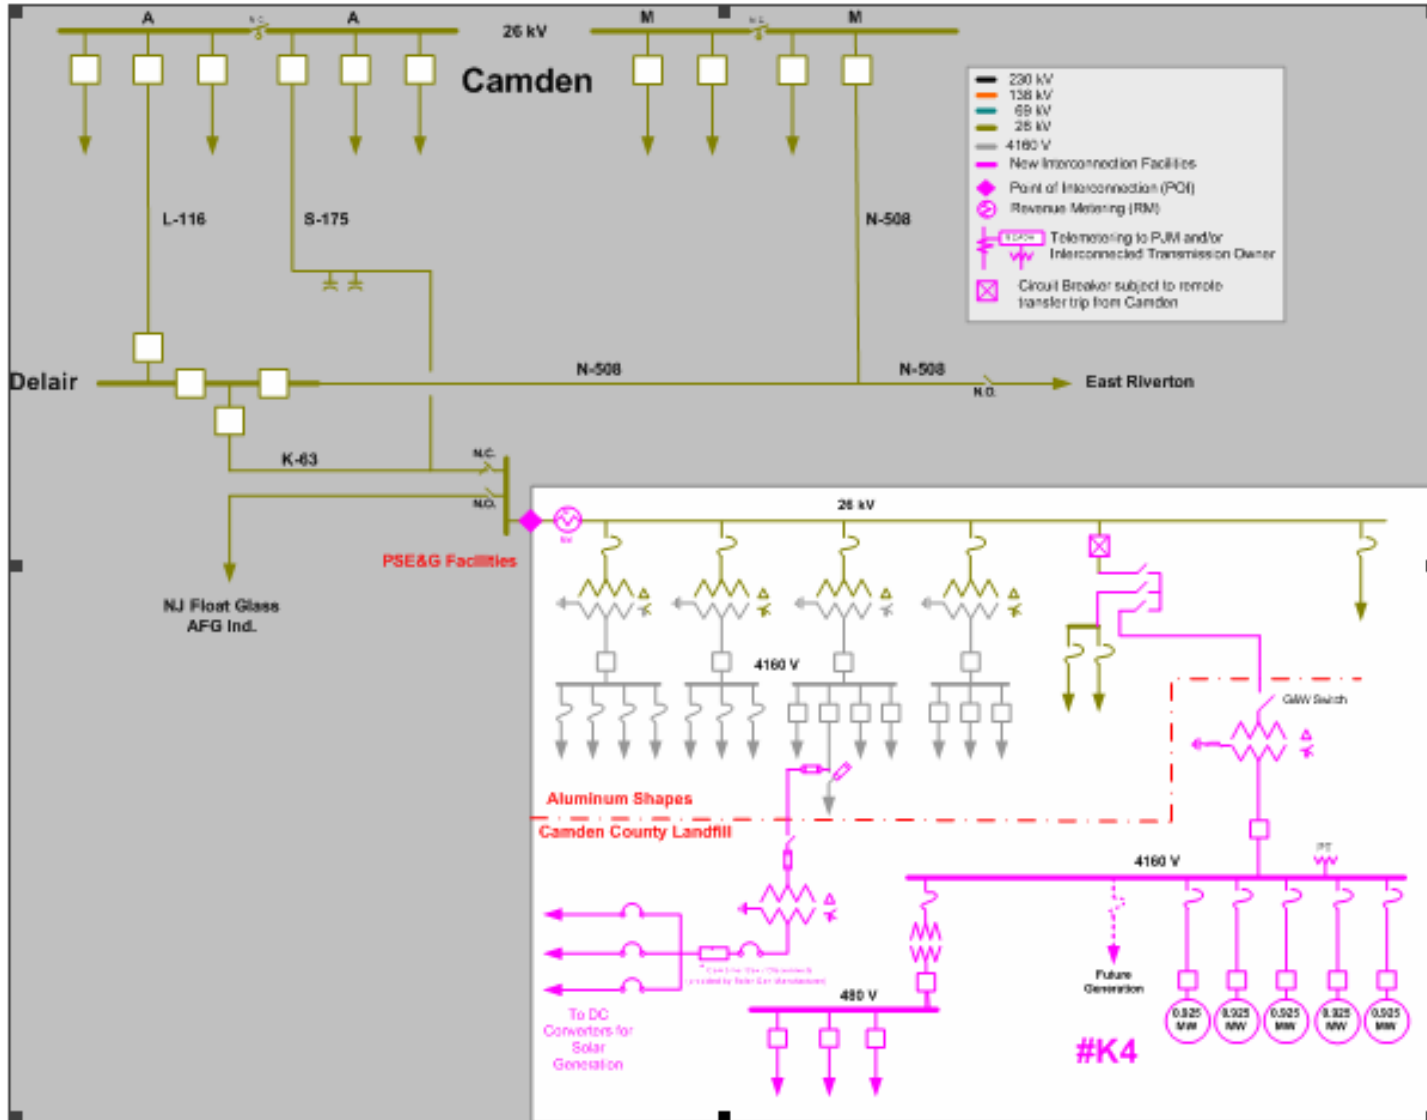 A A M M
N.C. N.C.
26 kV
Camden
230 kV
138 kV
69 kV
26 kV
4160 V
New Interconnection Facilities
Point of Interconnection (POI)
Revenue Metering (RM)
Telemetering to PJM and/or
Interconnected Transmission Owner
Circuit Breaker subject to remote
transfer trip from Camden
L-116
S-175
N-508
Delair
N-508
N-508
N.O.
East Riverton
K-63
N.C.
N.O.
26 kV
PSE&G Facilities
NJ Float Glass
AFG Ind.
4160 V
G&W Switch
Aluminum Shapes
Camden County Landfill
4160 V
PT
Future
Generation
480 V
To DC
Converters for
Solar
Generation
0.925
MW
0.925
MW
0.925
MW
0.925
MW
0.925
MW
#K4